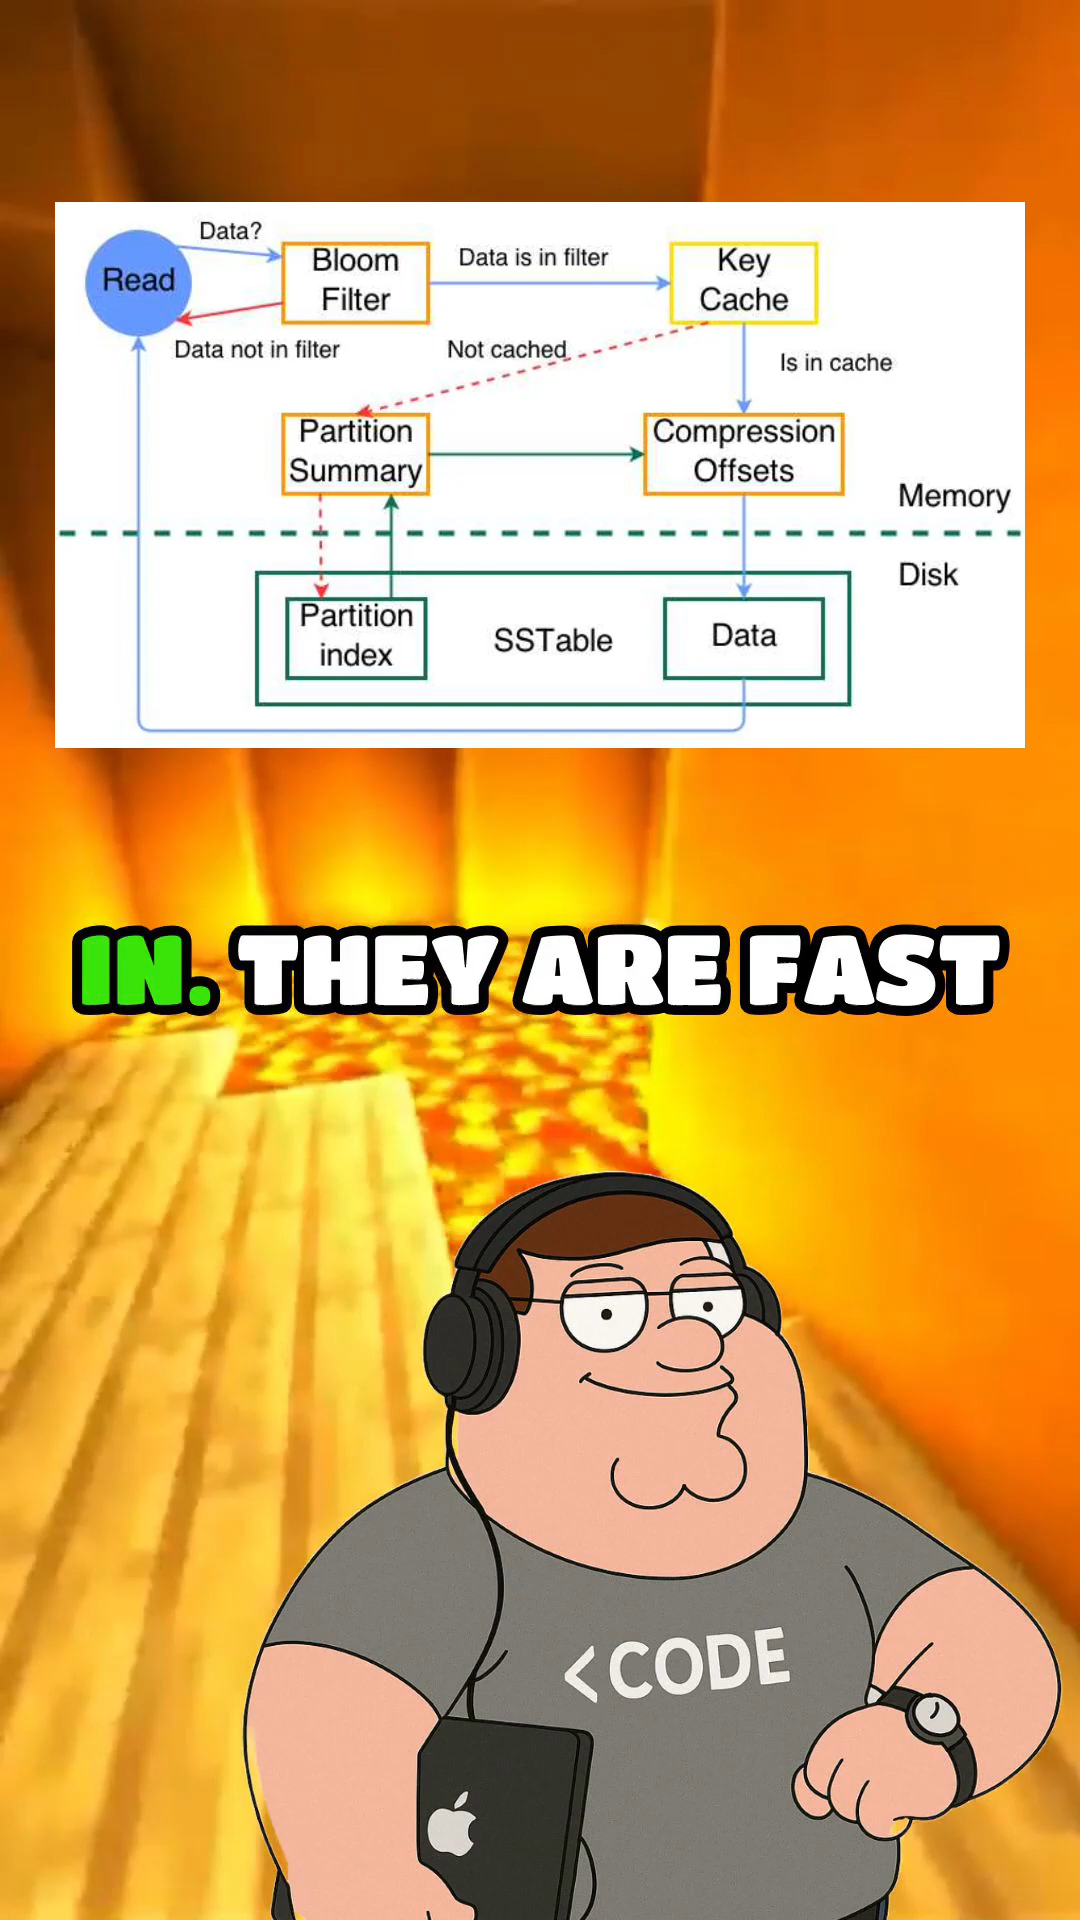 Data?
Read
Bloom
Filter
Data is in filter
Key
Cache
Data not in filter
Not cached
Is in cache
Partition
Summary
Compression
Offsets
Memory
Disk
Partition
index
SSTable
Data
IN. THEY ARE FAST
<CODE